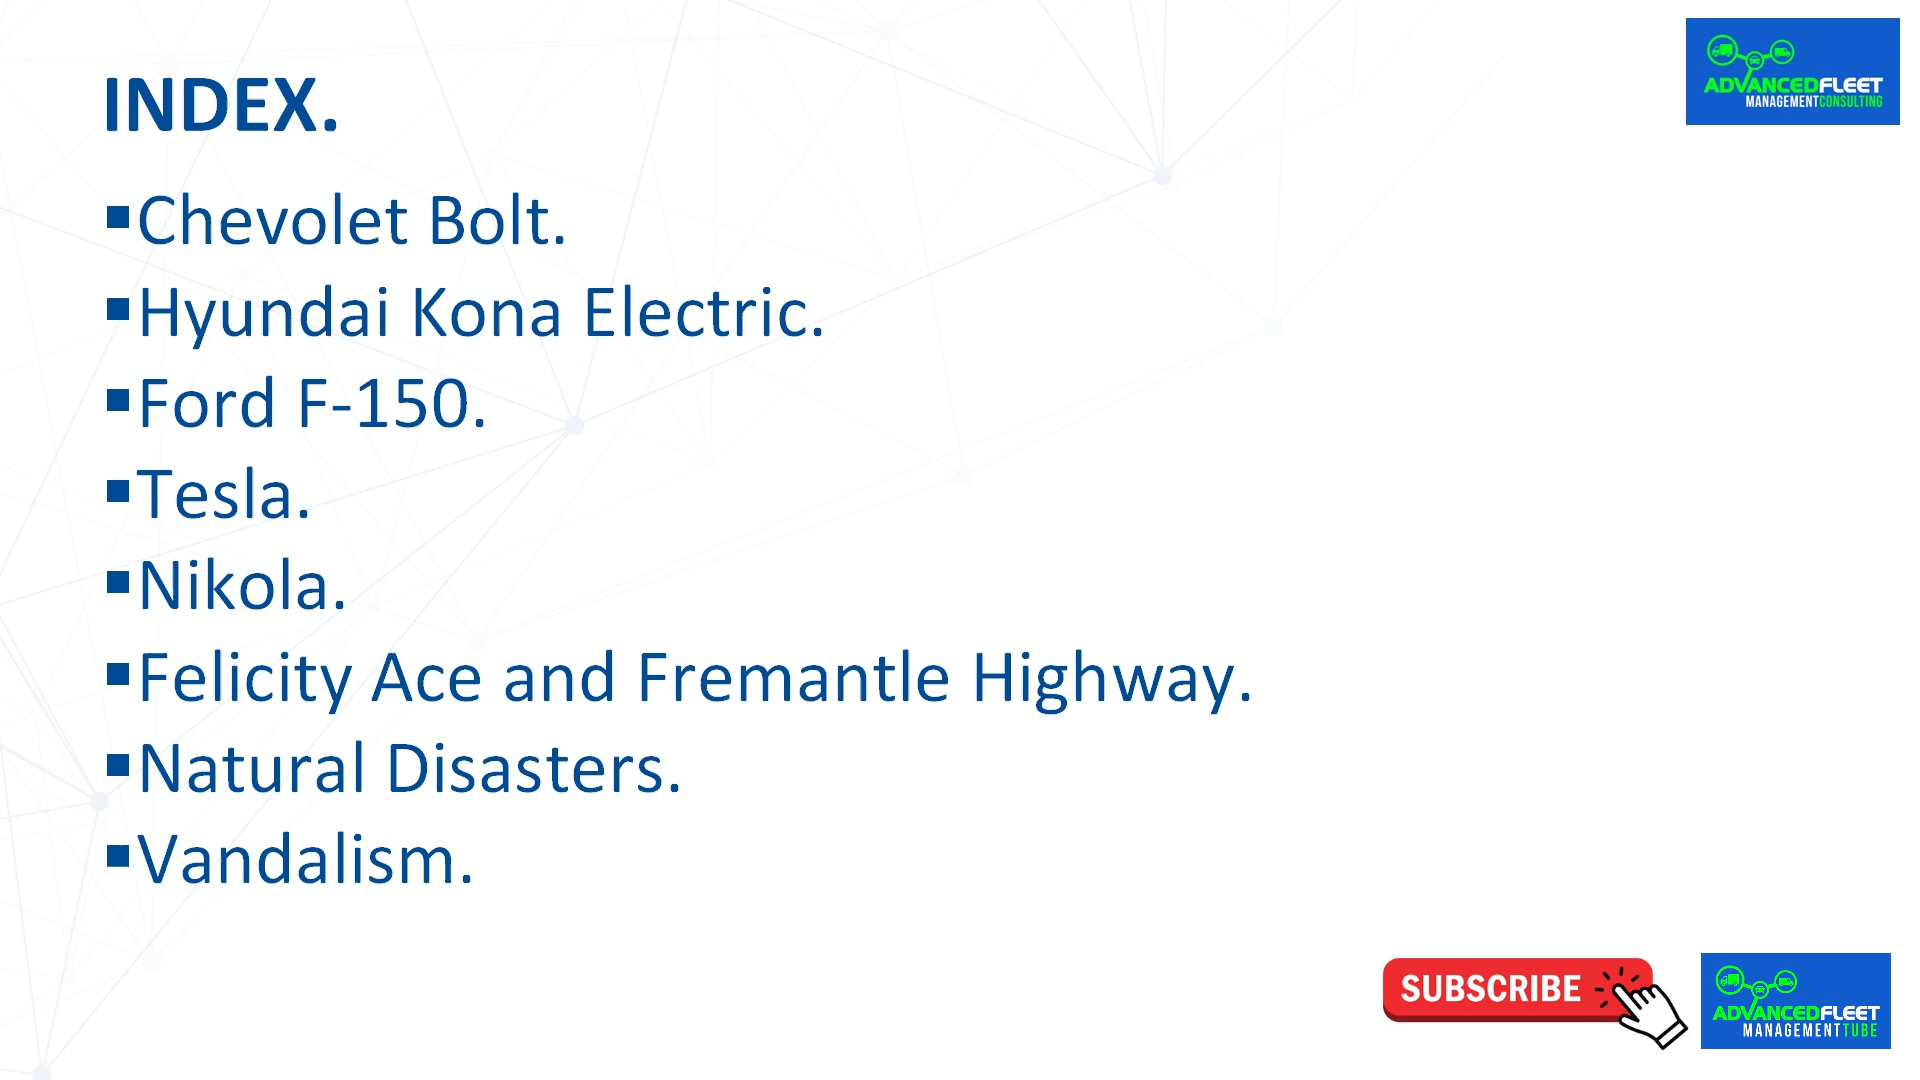 INDEX.
ADVANCEDFLEET
MANAGEMENTCONSULTING
▪Chevolet Bolt.
▪Hyundai Kona Electric.
▪Ford F-150.
▪Tesla.
▪Nikola.
▪Felicity Ace and Fremantle Highway.
▪Natural Disasters.
▪Vandalism.
SUBSCRIBE
ADVANCEDFLEET
MANAGEMENTTUBE